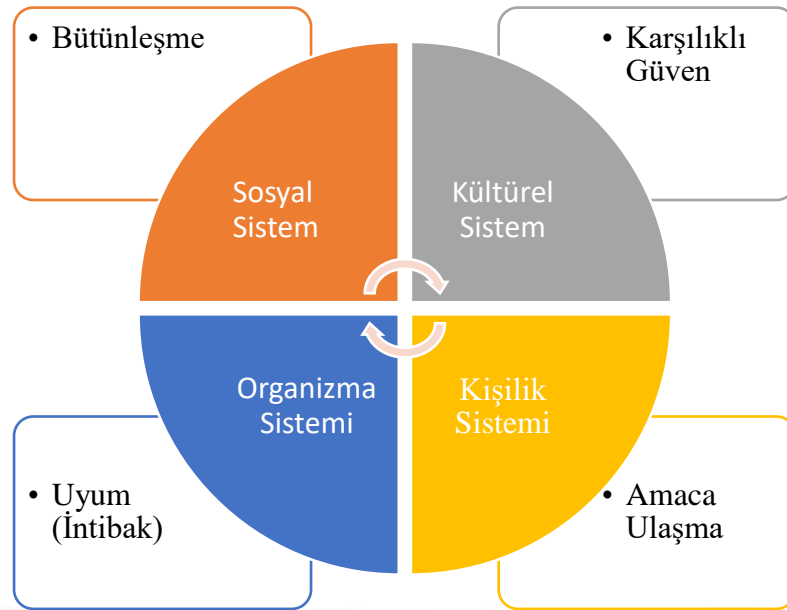 • Bütünleşme
• Karşılıklı
Güven
Sosyal
Sistem
Kültürel
Sistem
Organizma
Sistemi
Kişilik
Sistemi
• Uyum
(İntibak)
• Amaca
Ulaşma